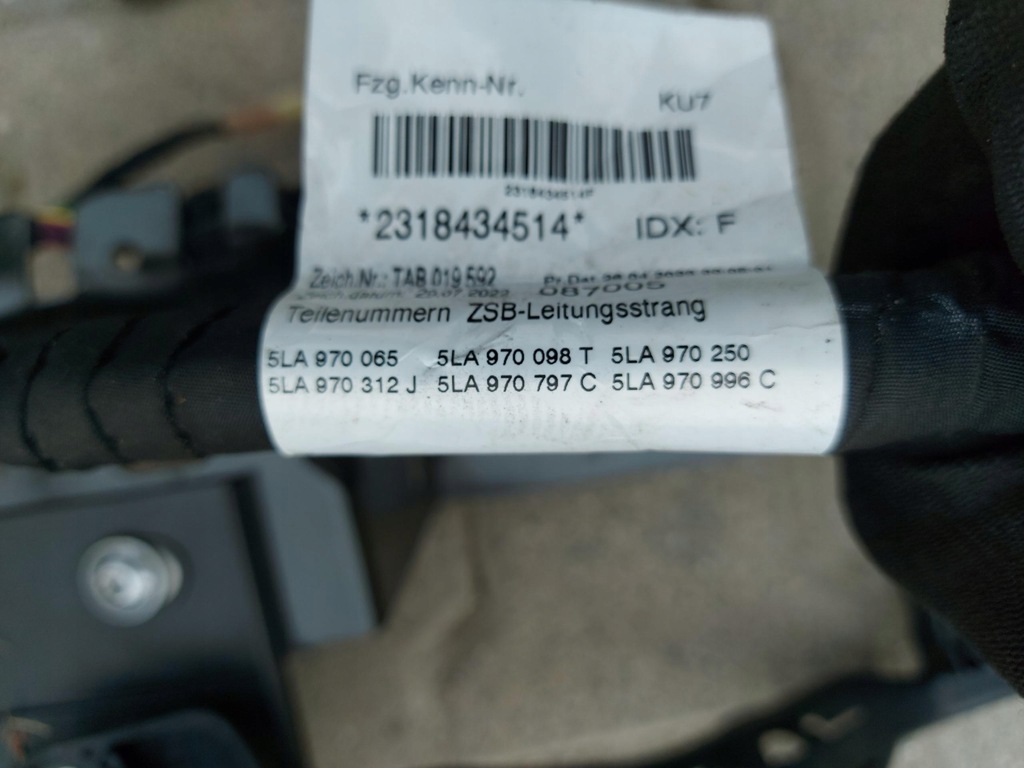 Fzg.Kenn-Nr.
KU7
*2318434514*  IDX: F
Zeich.Nr.: TAB 019 592
087005
Teilenummern ZSB-Leitungsstrang
5LA 970 065  5LA 970 098 T  5LA 970 250
5LA 970 312 J  5LA 970 797 C  5LA 970 996 C